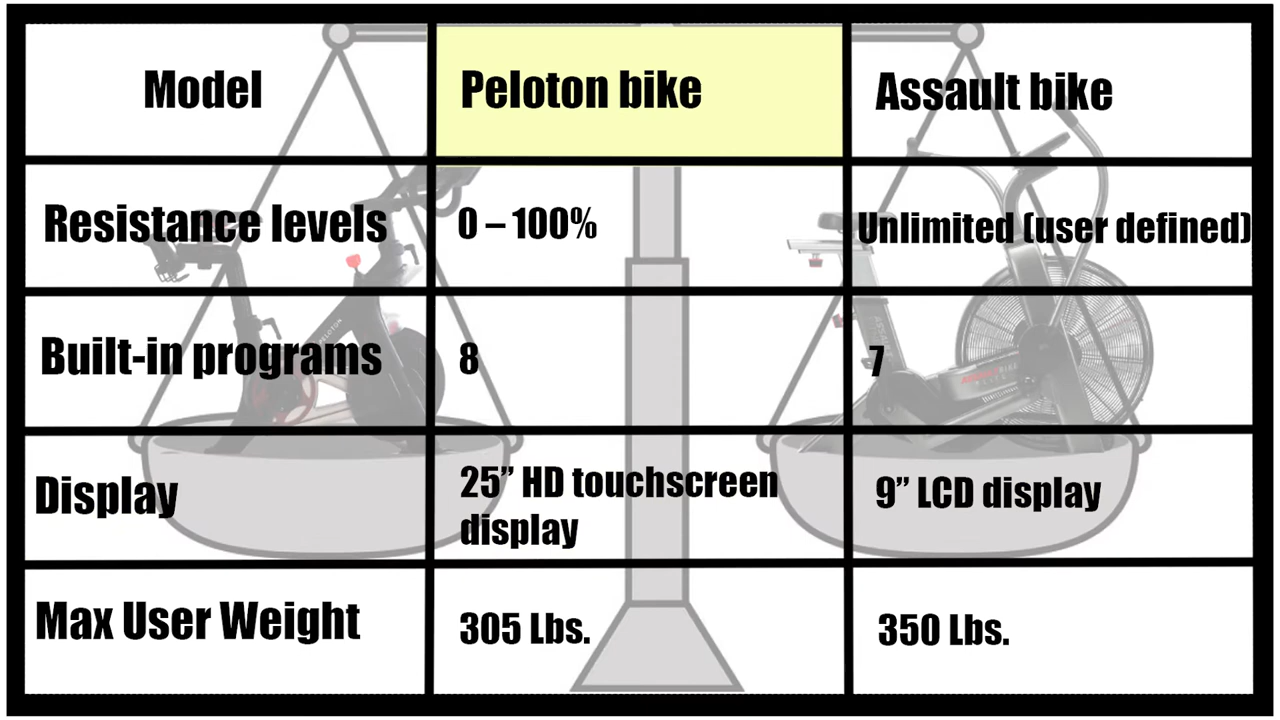 Model
Peloton bike
Assault bike
Resistance levels
0 – 100%
Unlimited (user defined)
Built-in programs
8
7
Display
25” HD touchscreen
display
9” LCD display
Max User Weight
305 Lbs.
350 Lbs.
PELOTON